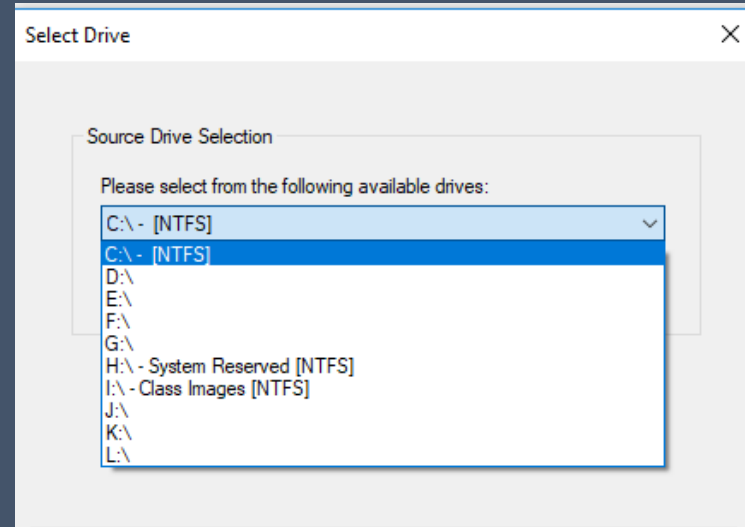 Select Drive
Source Drive Selection
Please select from the following available drives:
C:\ - [NTFS]
C:\ - [NTFS]
D:\
E:\
F:\
G:\
H:\ - System Reserved [NTFS]
I:\ - Class Images [NTFS]
J:\
K:\
L:\